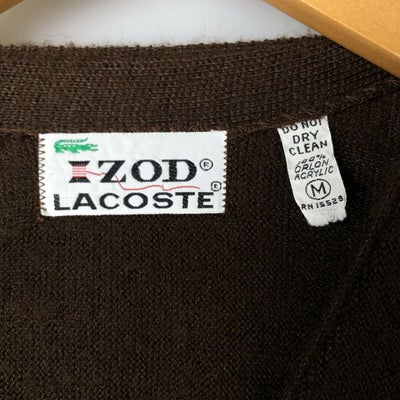 IZOD®
LACOSTE®
DO NOT
DRY
CLEAN
100%
ORLON
ACRYLIC
M
RN 15528